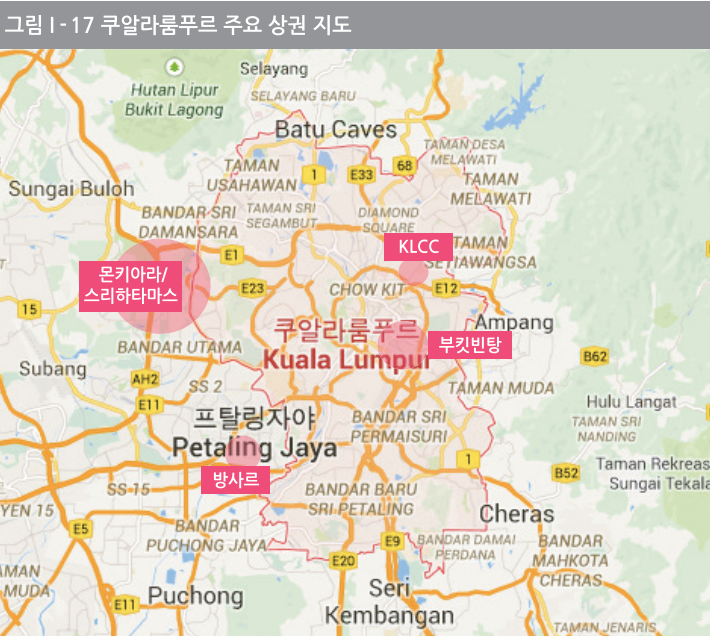 그림 I - 17 쿠알라룸푸르 주요 상권 지도
Selayang
Hutan Lipur
Bukit Lagong
SELAYANG BARU
Batu Caves
TAMAN DESA
MELAWATI
68
TAMAN
USAHAWAN
1
E33
Sungai Buloh
TAMAN
MELAWATI
BANDAR SRI
DAMANSARA
TAMAN SRI
SEGAMBUT
DIAMOND
SQUARE
KLCC
TAMAN
SETIAWANGSA
E1
몬키아라/
스리하타마스
E23
CHOW KIT
E12
15
쿠알라룸푸르
Kuala Lumpur
Ampang
부킷빈탕
BANDAR UTAMA
B62
Subang
AH2
SS 2
TAMAN MUDA
E11
Hulu Langat
프탈링자야
Petaling Jaya
BANDAR SRI
PERMAISURI
TAMAN SRI
NANDING
1
방사르
B52
Taman Rekreas
Sungai Tekala
SS 15
BANDAR BARU
SRI PETALING
YEN 15
Cheras
E5
BANDAR
PUCHONG JAYA
E9
BANDAR DAMAI
PERDANA
BANDAR
MAHKOTA
CHERAS
E20
AMAN
MUDA
E11
Puchong
Seri
Kembangan
TAMAN JENARIS